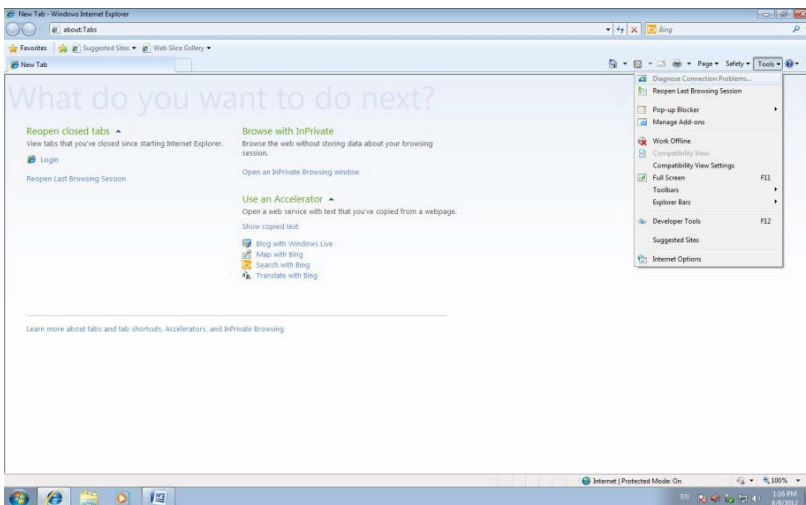 New Tab - Windows Internet Explorer
about:Tabs
Bing
Favorites
Suggested Sites
Web Slice Gallery
New Tab
Page
Safety
Tools
What do you want to do next?
Reopen closed tabs
View tabs that you've closed since starting Internet Explorer.
Login
Reopen Last Browsing Session
Browse with InPrivate
Browse the web without storing data about your browsing
session.
Open an InPrivate Browsing window
Use an Accelerator
Open a web service with text that you've copied from a webpage.
Show copied text
Blog with Windows Live
Map with Bing
Search with Bing
Translate with Bing
Learn more about tabs and tab shortcuts, Accelerators, and InPrivate Browsing
Diagnose Connection Problems...
Reopen Last Browsing Session
Pop-up Blocker
Manage Add-ons
Work Offline
Compatibility View
Compatibility View Settings
Full Screen F11
Toolbars
Explorer Bars
Developer Tools F12
Suggested Sites
Internet Options
Internet | Protected Mode: On
100%
EN
1:16 PM
8/9/2012